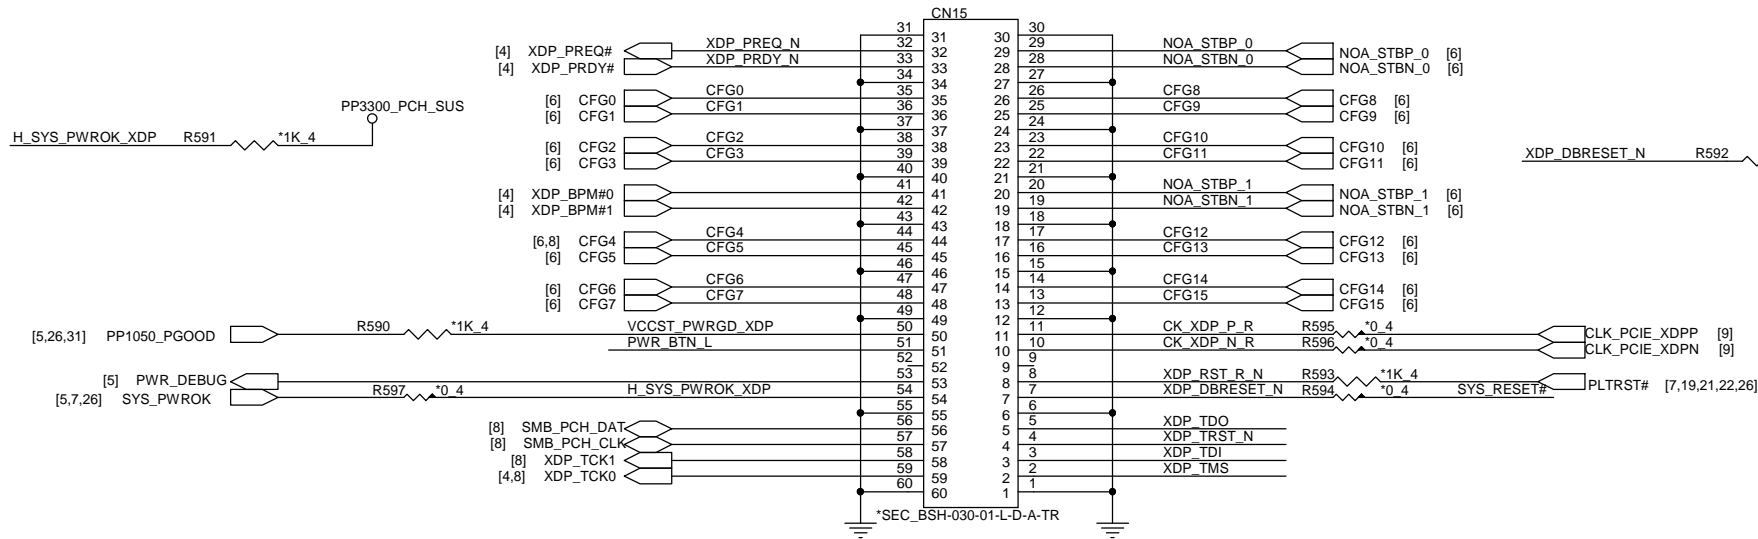 CN15
31 31 30 30
[4] XDP_PREQ# XDP_PREQ_N 32 32 29 29 NOA_STBP_0 NOA_STBP_0 [6]
[4] XDP_PRDY# XDP_PRDY_N 33 33 28 28 NOA_STBN_0 NOA_STBN_0 [6]
34 34 27 27
[6] CFG0 CFG0 35 35 26 26 CFG8 CFG8 [6]
[6] CFG1 CFG1 36 36 25 25 CFG9 CFG9 [6]
PP3300_PCH_SUS
37 37 24 24
H_SYS_PWROK_XDP R591 *1K_4
[6] CFG2 CFG2 38 38 23 23 CFG10 CFG10 [6]
[6] CFG3 CFG3 39 39 22 22 CFG11 CFG11 [6]
XDP_DBRESET_N R592
40 40 21 21
[4] XDP_BPM#0 41 41 20 20 NOA_STBP_1 NOA_STBP_1 [6]
[4] XDP_BPM#1 42 42 19 19 NOA_STBN_1 NOA_STBN_1 [6]
43 43 18 18
[6,8] CFG4 CFG4 44 44 17 17 CFG12 CFG12 [6]
[6] CFG5 CFG5 45 45 16 16 CFG13 CFG13 [6]
46 46 15 15
[6] CFG6 CFG6 47 47 14 14 CFG14 CFG14 [6]
[6] CFG7 CFG7 48 48 13 13 CFG15 CFG15 [6]
49 49 12 12
[5,26,31] PP1050_PGOOD R590 *1K_4 VCCST_PWRGD_XDP 50 50 11 11 CK_XDP_P_R R595 *0_4 CLK_PCIE_XDPP [9]
PWR_BTN_L 51 51 10 10 CK_XDP_N_R R596 *0_4 CLK_PCIE_XDPN [9]
52 52 9 9
[5] PWR_DEBUG 53 53 8 8 XDP_RST_R_N R593 *1K_4 PLTRST# [7,19,21,22,26]
[5,7,26] SYS_PWROK R597 *0_4 H_SYS_PWROK_XDP 54 54 7 7 XDP_DBRESET_N R594 *0_4 SYS_RESET#
55 55 6 6
[8] SMB_PCH_DAT 56 56 5 5 XDP_TDO
[8] SMB_PCH_CLK 57 57 4 4 XDP_TRST_N
[8] XDP_TCK1 58 58 3 3 XDP_TDI
[4,8] XDP_TCK0 59 59 2 2 XDP_TMS
60 60 1 1
*SEC_BSH-030-01-L-D-A-TR